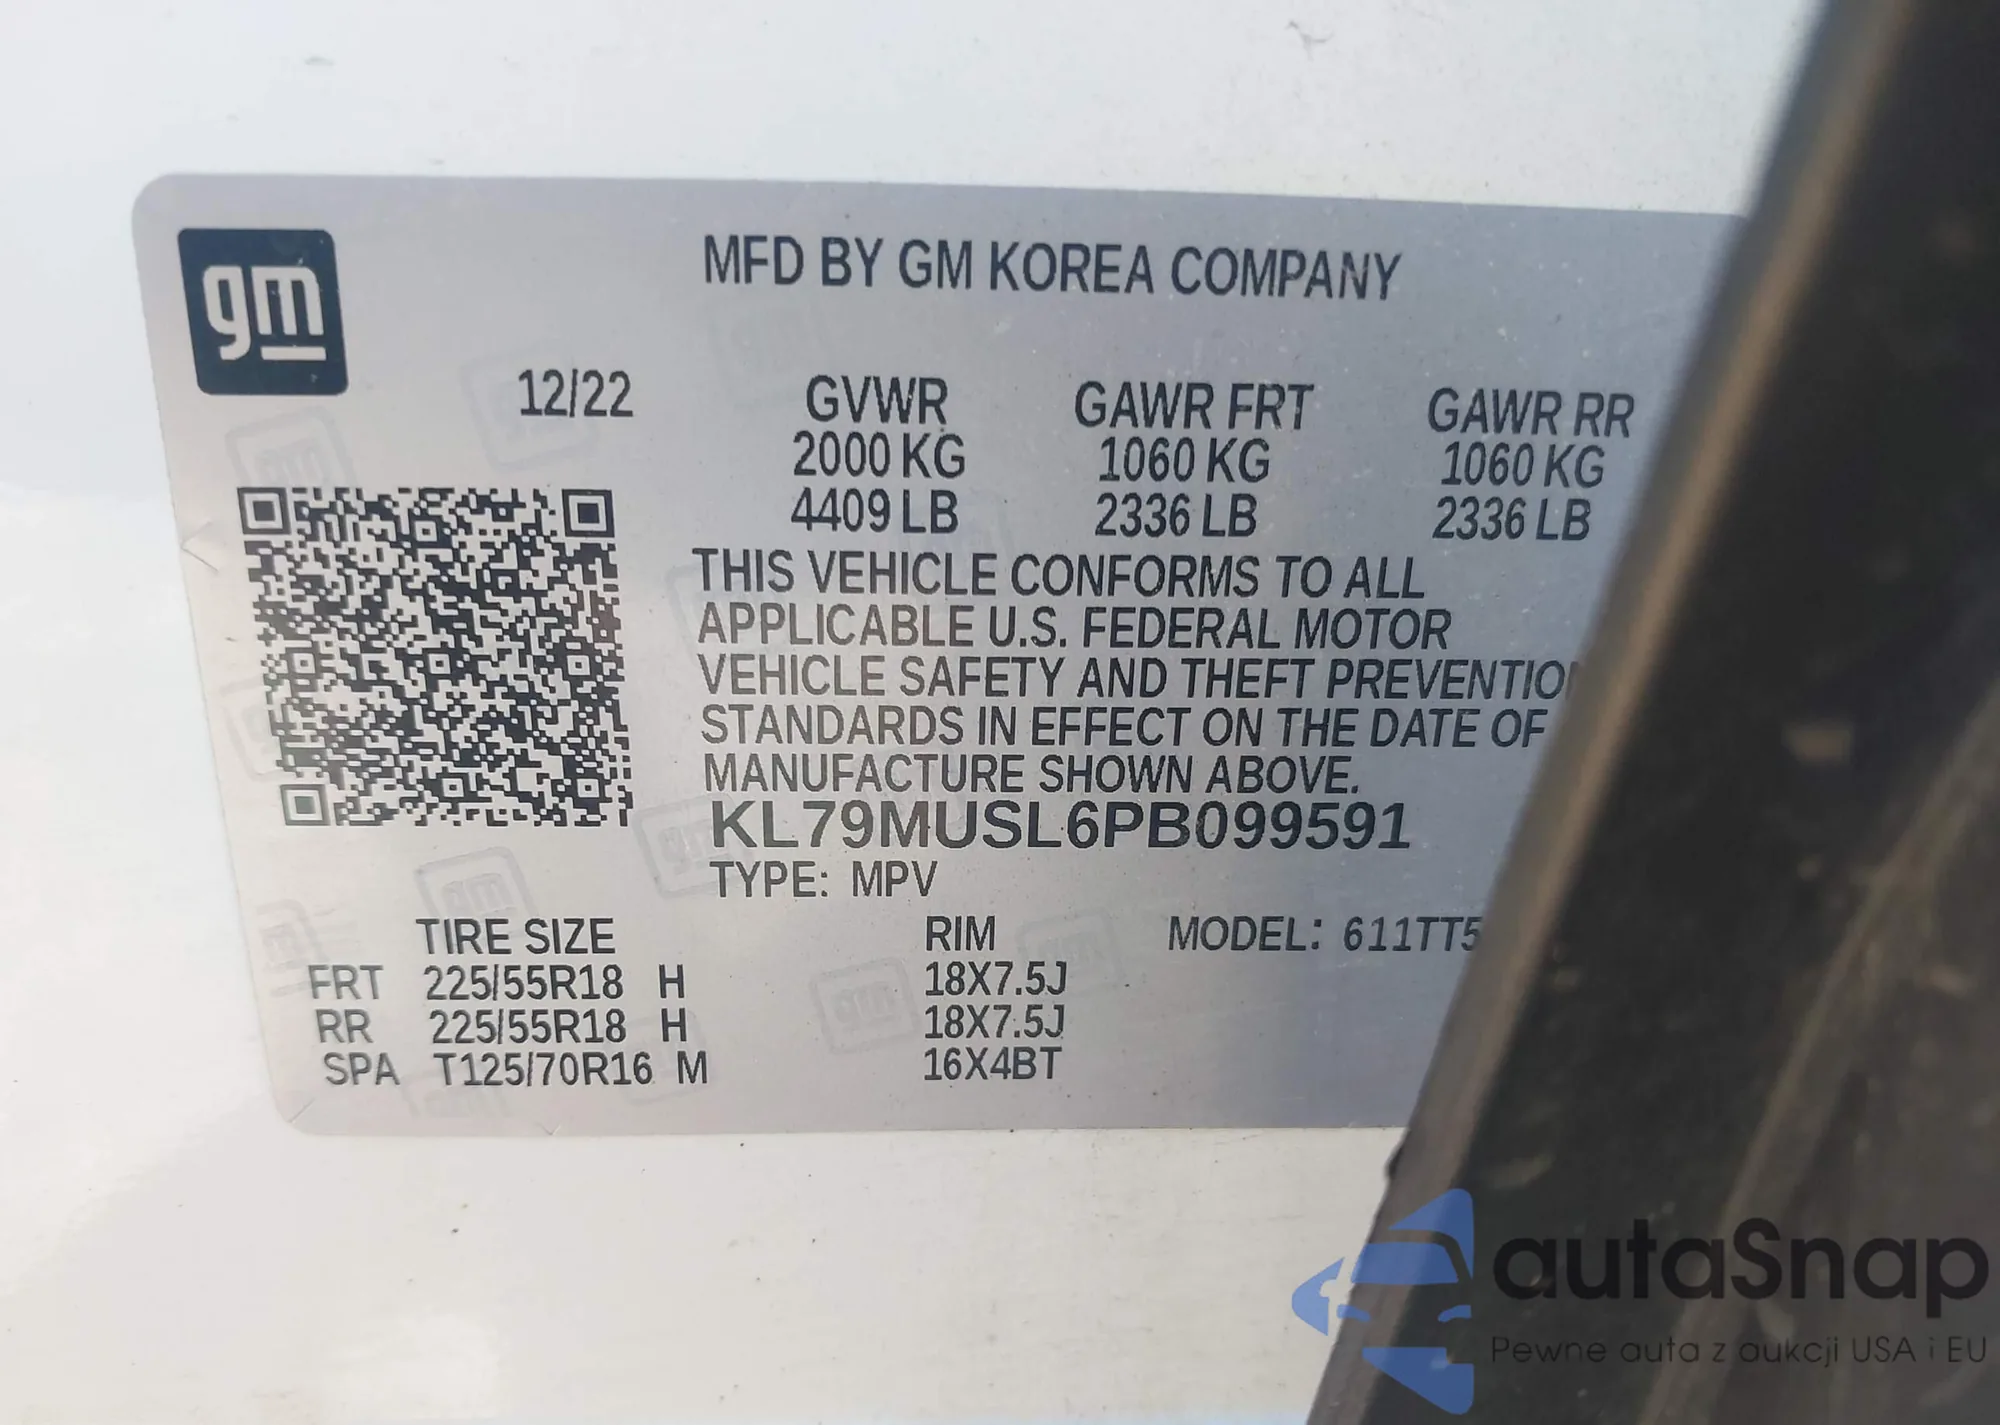 gm
MFD BY GM KOREA COMPANY
12/22 GVWR GAWR FRT GAWR RR
2000 KG 1060 KG 1060 KG
4409 LB 2336 LB 2336 LB
THIS VEHICLE CONFORMS TO ALL
APPLICABLE U.S. FEDERAL MOTOR
VEHICLE SAFETY AND THEFT PREVENTIO
STANDARDS IN EFFECT ON THE DATE OF
MANUFACTURE SHOWN ABOVE.
KL79MUSL6PB099591
TYPE: MPV
TIRE SIZE RIM MODEL: 611TT5
FRT 225/55R18 H 18X7.5J
RR 225/55R18 H 18X7.5J
SPA T125/70R16 M 16X4BT
autaSnap
Pewne auta z aukcji USA i EU